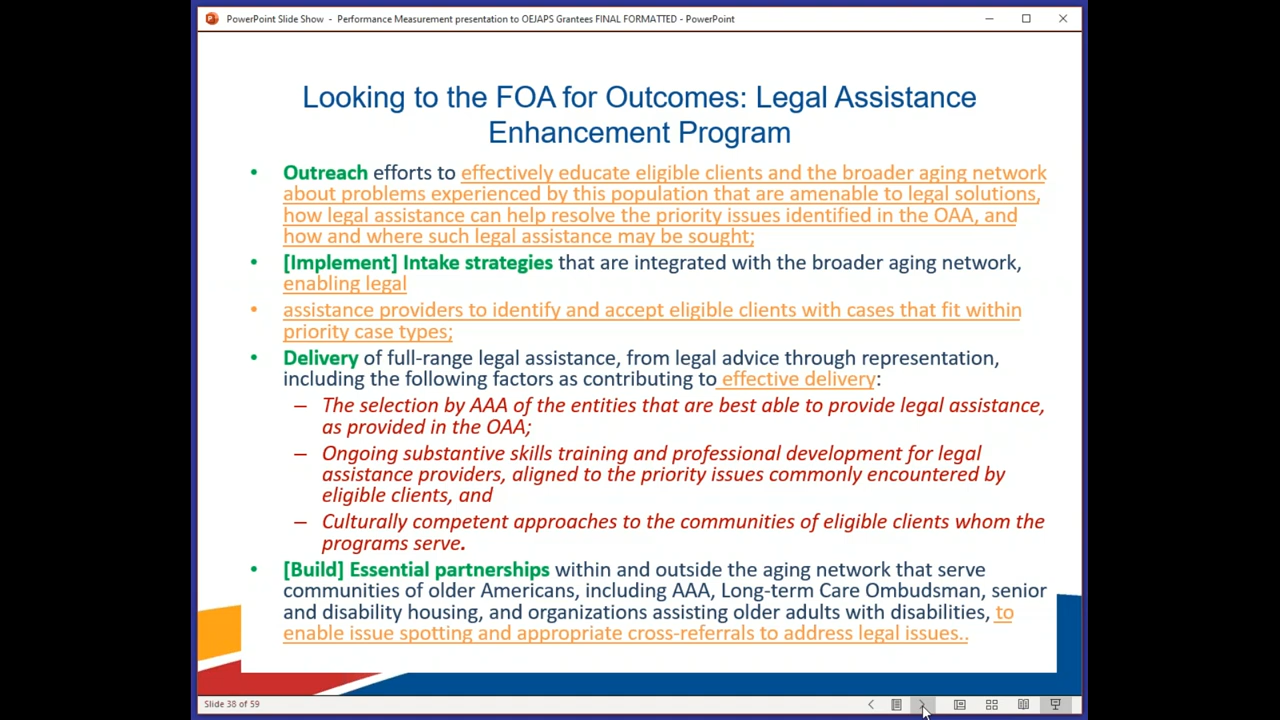 PowerPoint Slide Show - Performance Measurement presentation to OEJAPS Grantees FINAL FORMATTED - PowerPoint
Looking to the FOA for Outcomes: Legal Assistance
Enhancement Program
• Outreach efforts to effectively educate eligible clients and the broader aging network
about problems experienced by this population that are amenable to legal solutions,
how legal assistance can help resolve the priority issues identified in the OAA, and
how and where such legal assistance may be sought;
• [Implement] Intake strategies that are integrated with the broader aging network,
enabling legal
• assistance providers to identify and accept eligible clients with cases that fit within
priority case types;
• Delivery of full-range legal assistance, from legal advice through representation,
including the following factors as contributing to effective delivery:
– The selection by AAA of the entities that are best able to provide legal assistance,
as provided in the OAA;
– Ongoing substantive skills training and professional development for legal
assistance providers, aligned to the priority issues commonly encountered by
eligible clients, and
– Culturally competent approaches to the communities of eligible clients whom the
programs serve.
• [Build] Essential partnerships within and outside the aging network that serve
communities of older Americans, including AAA, Long-term Care Ombudsman, senior
and disability housing, and organizations assisting older adults with disabilities, to
enable issue spotting and appropriate cross-referrals to address legal issues..
Slide 38 of 59